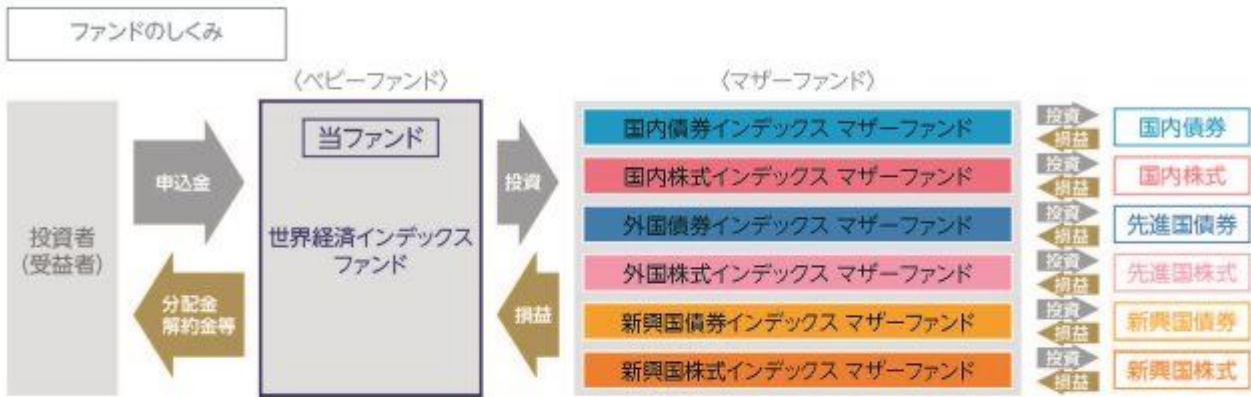 ファンドのしくみ
〈ベビーファンド〉
〈マザーファンド〉
投資者
(受益者)
申込金
分配金
解約金等
当ファンド
世界経済インデックス
ファンド
投資
損益
国内債券インデックス マザーファンド
投資
損益
国内債券
国内株式インデックス マザーファンド
投資
損益
国内株式
外国債券インデックス マザーファンド
投資
損益
先進国債券
外国株式インデックス マザーファンド
投資
損益
先進国株式
新興国債券インデックス マザーファンド
投資
損益
新興国債券
新興国株式インデックス マザーファンド
投資
損益
新興国株式